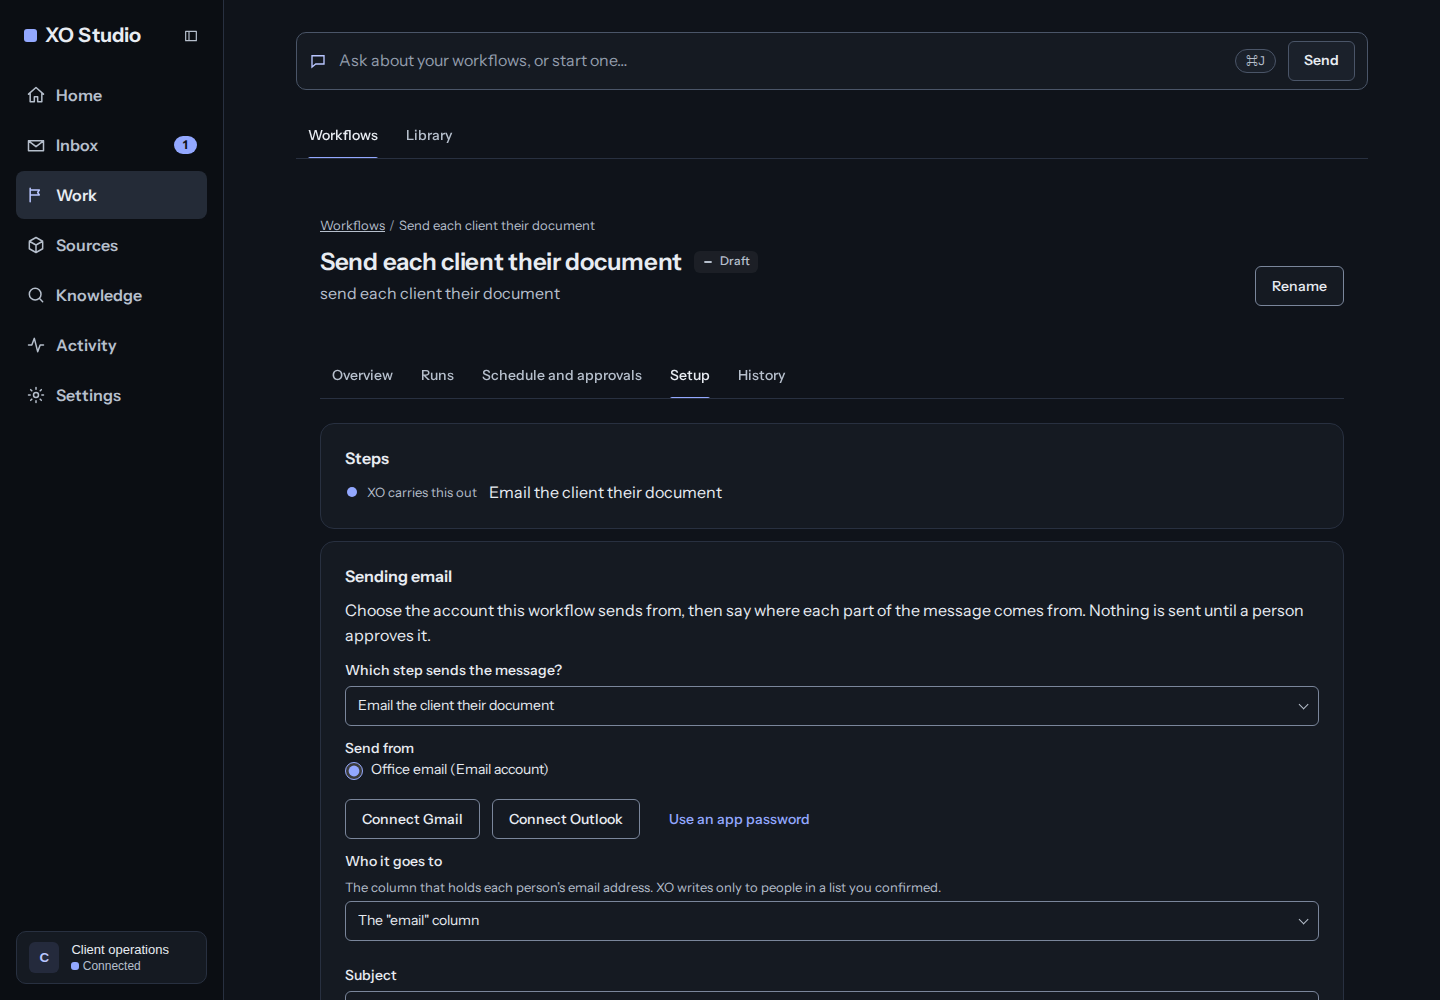 XO Studio
Home
Inbox 1
Work
Sources
Knowledge
Activity
Settings
C
Client operations
Connected
Ask about your workflows, or start one... ⌘J Send
Workflows Library
Workflows / Send each client their document
Send each client their document – Draft
send each client their document
Rename
Overview Runs Schedule and approvals Setup History
Steps
XO carries this out Email the client their document
Sending email
Choose the account this workflow sends from, then say where each part of the message comes from. Nothing is sent until a person
approves it.
Which step sends the message?
Email the client their document
Send from
Office email (Email account)
Connect Gmail Connect Outlook Use an app password
Who it goes to
The column that holds each person's email address. XO writes only to people in a list you confirmed.
The "email" column
Subject